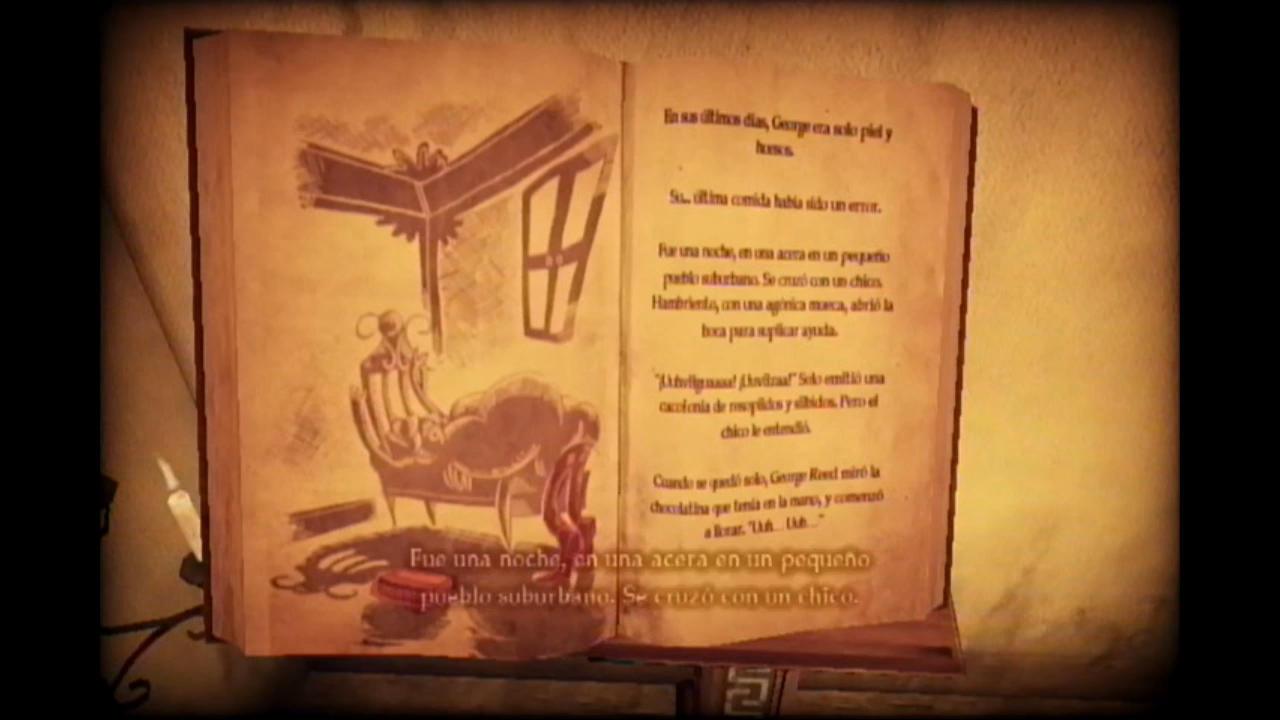 En sus últimos días, George era solo piel y
huesos.
Su... última comida había sido un error.
Fue una noche, en una acera en un pequeño
pueblo suburbano. Se cruzó con un chico.
Hambriento, con una agónica mueca, abrió la
boca para suplicar ayuda.
Solo emitió una
cacofonía de resoplidos y silbidos. Pero el
chico le entendió.
Cuando se quedó solo, George Reed miró la
chocolatina que tenía en la mano, y comenzó
a llorar. "Uuh... Uuh..."
Fue una noche, en una acera en un pequeño
pueblo suburbano. Se cruzó con un chico.